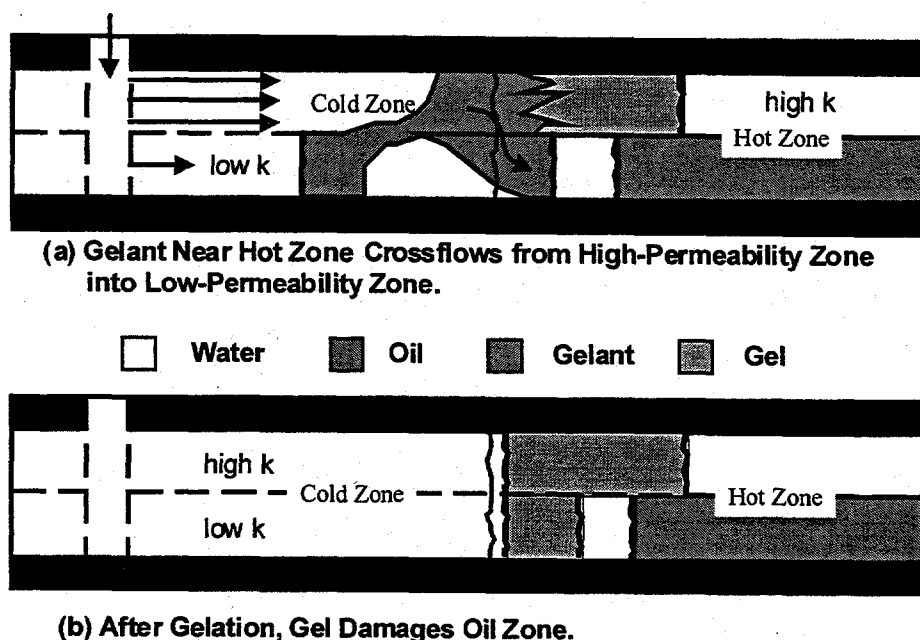 Cold Zone
high k
Hot Zone
low k
(a) Gelant Near Hot Zone Crossflows from High-Permeability Zone
into Low-Permeability Zone.
Water Oil Gelant Gel
high k
Cold Zone
Hot Zone
low k
(b) After Gelation, Gel Damages Oil Zone.